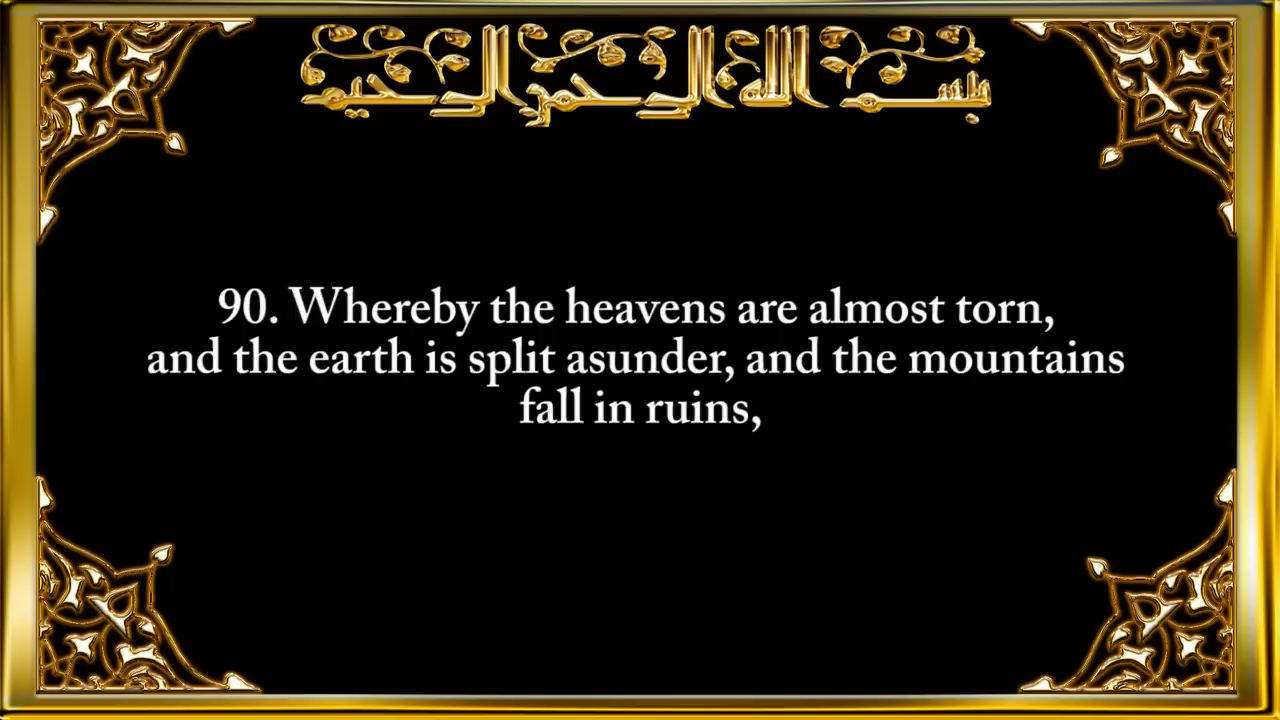 بسم الله الرحمن الرحيم
90. Whereby the heavens are almost torn,
and the earth is split asunder, and the mountains
fall in ruins,